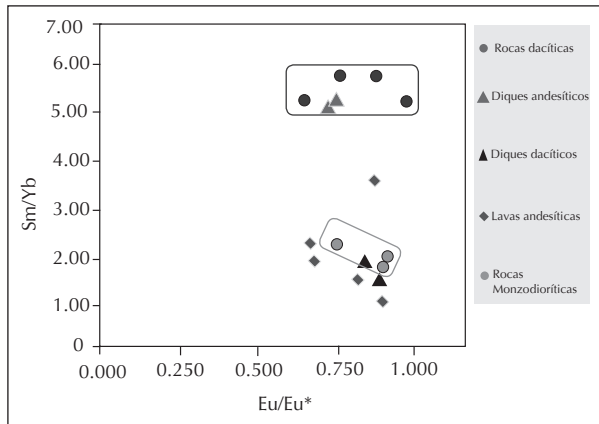 7.00
6.00
5.00
4.00
3.00
2.00
1.00
0
Sm/Yb
0.000
0.250
0.500
0.750
1.000
Eu/Eu*
Rocas dacíticas
Diques andesíticos
Diques dacíticos
Lavas andesíticas
Rocas
Monzodioríticas